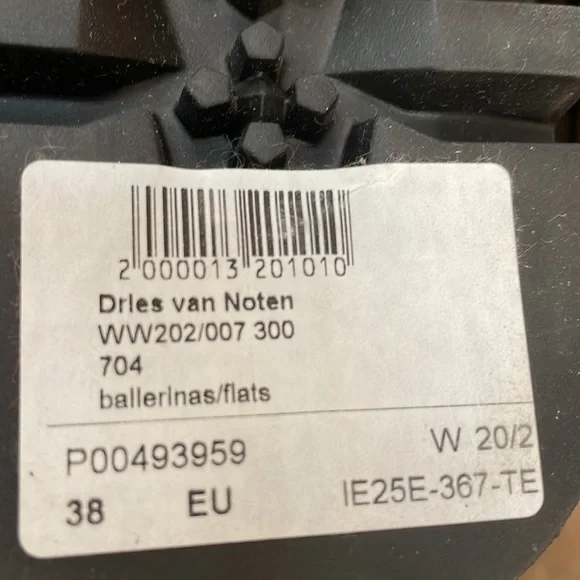 2 000013 201010
Dries van Noten
WW202/007 300
704
ballerinas/flats
P00493959
W 20/2
38 EU
IE25E-367-TE